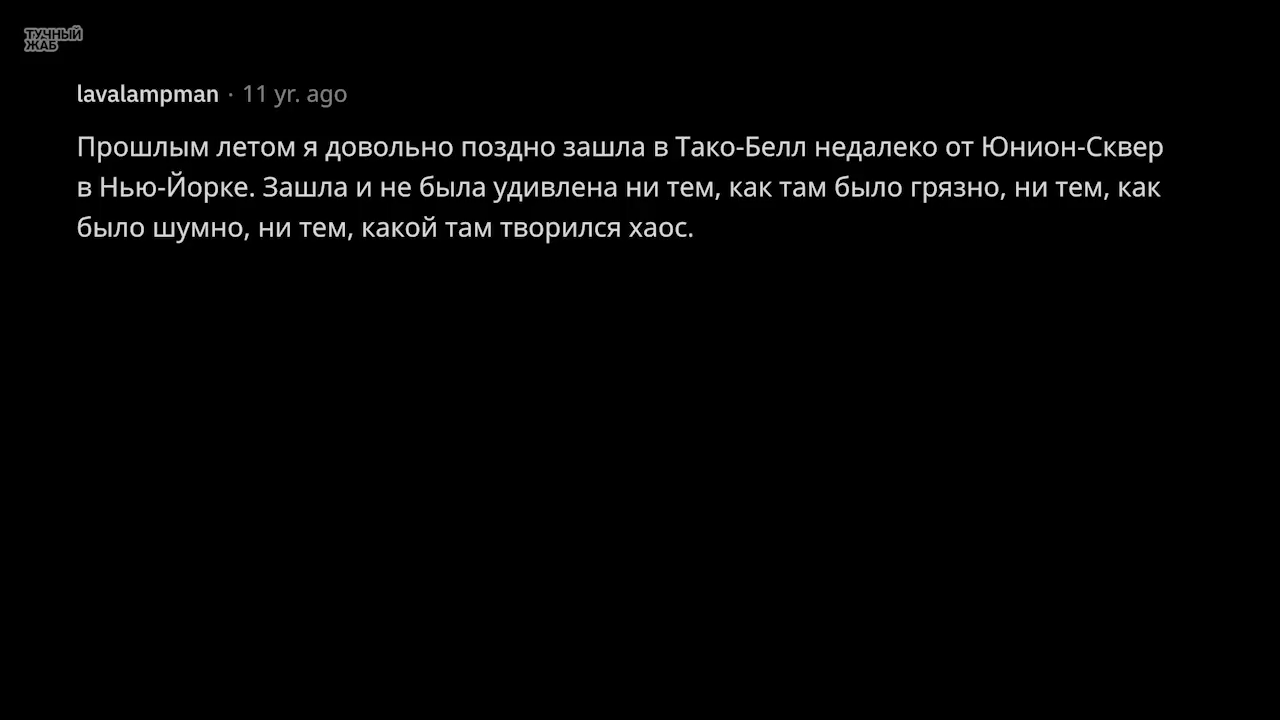 ТУЧНЫЙ
ЖАБ
lavalampman · 11 yr. ago
Прошлым летом я довольно поздно зашла в Тако-Белл недалеко от Юнион-Сквер
в Нью-Йорке. Зашла и не была удивлена ни тем, как там было грязно, ни тем, как
было шумно, ни тем, какой там творился хаос.